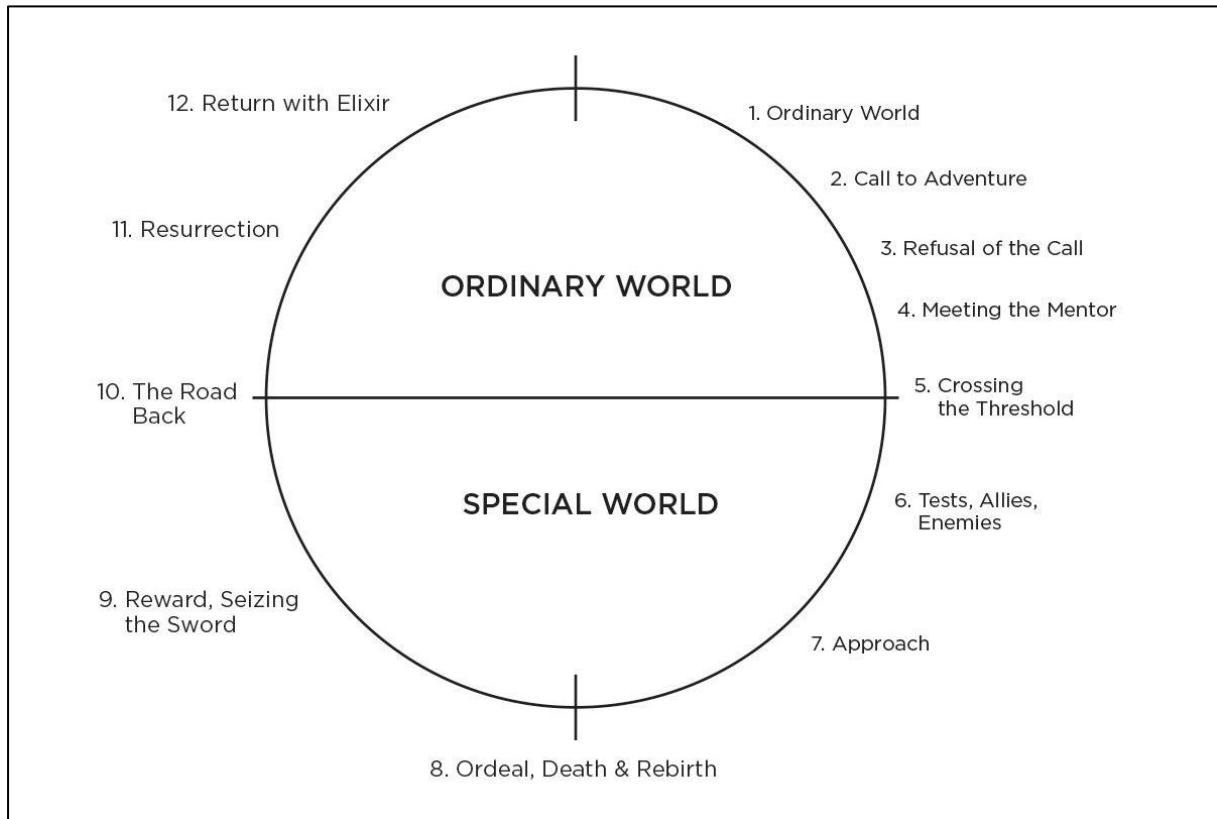 1. Ordinary World
2. Call to Adventure
3. Refusal of the Call
4. Meeting the Mentor
5. Crossing
the Threshold
6. Tests, Allies,
Enemies
7. Approach
8. Ordeal, Death & Rebirth
9. Reward, Seizing
the Sword
10. The Road
Back
11. Resurrection
12. Return with Elixir
ORDINARY WORLD
SPECIAL WORLD